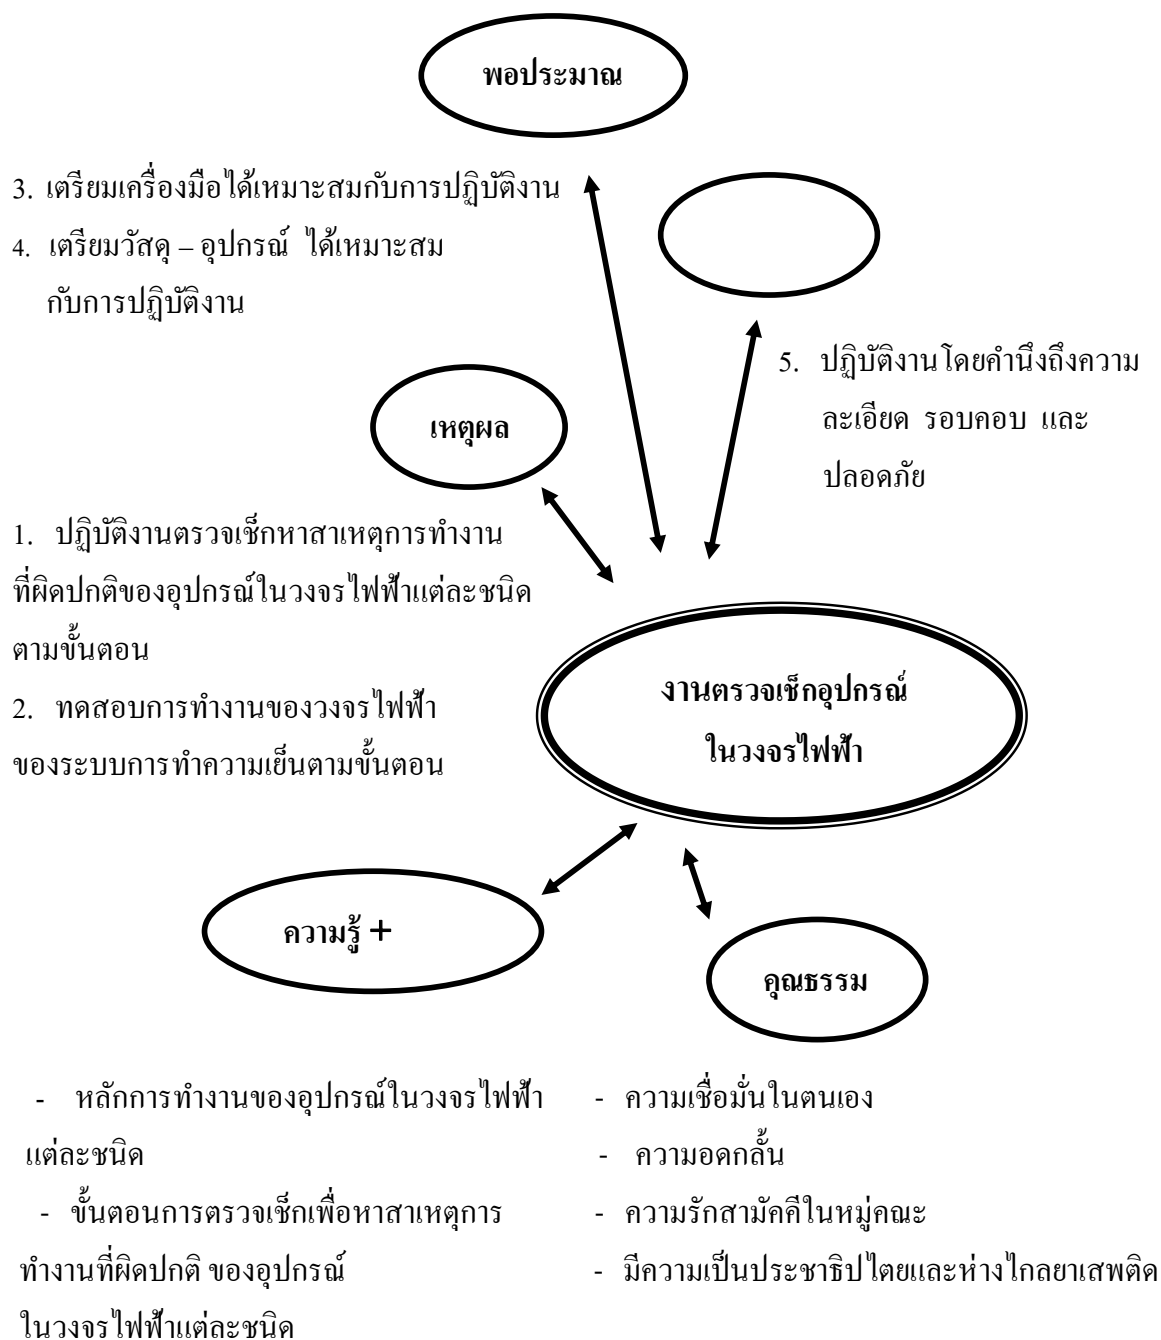 พอประมาณ
3. เตรียมเครื่องมือได้เหมาะสมกับการปฏิบัติงาน
4. เตรียมวัสดุ – อุปกรณ์ ได้เหมาะสม
กับการปฏิบัติงาน
5. ปฏิบัติงานโดยคำนึงถึงความ
ละเอียด รอบคอบ และ
ปลอดภัย
เหตุผล
1. ปฏิบัติงานตรวจเช็กหาสาเหตุการทำงาน
ที่ผิดปกติของอุปกรณ์ในวงจรไฟฟ้าแต่ละชนิด
ตามขั้นตอน
2. ทดสอบการทำงานของวงจรไฟฟ้า
ของระบบการทำความเย็นตามขั้นตอน
งานตรวจเช็กอุปกรณ์
ในวงจรไฟฟ้า
ความรู้ +
คุณธรรม
- หลักการทำงานของอุปกรณ์ในวงจรไฟฟ้า
แต่ละชนิด
- ขั้นตอนการตรวจเช็กเพื่อหาสาเหตุการ
ทำงานที่ผิดปกติ ของอุปกรณ์
ในวงจรไฟฟ้าแต่ละชนิด
- ความเชื่อมั่นในตนเอง
- ความอดกลั้น
- ความรักสามัคคีในหมู่คณะ
- มีความเป็นประชาธิปไตยและห่างไกลยาเสพติด